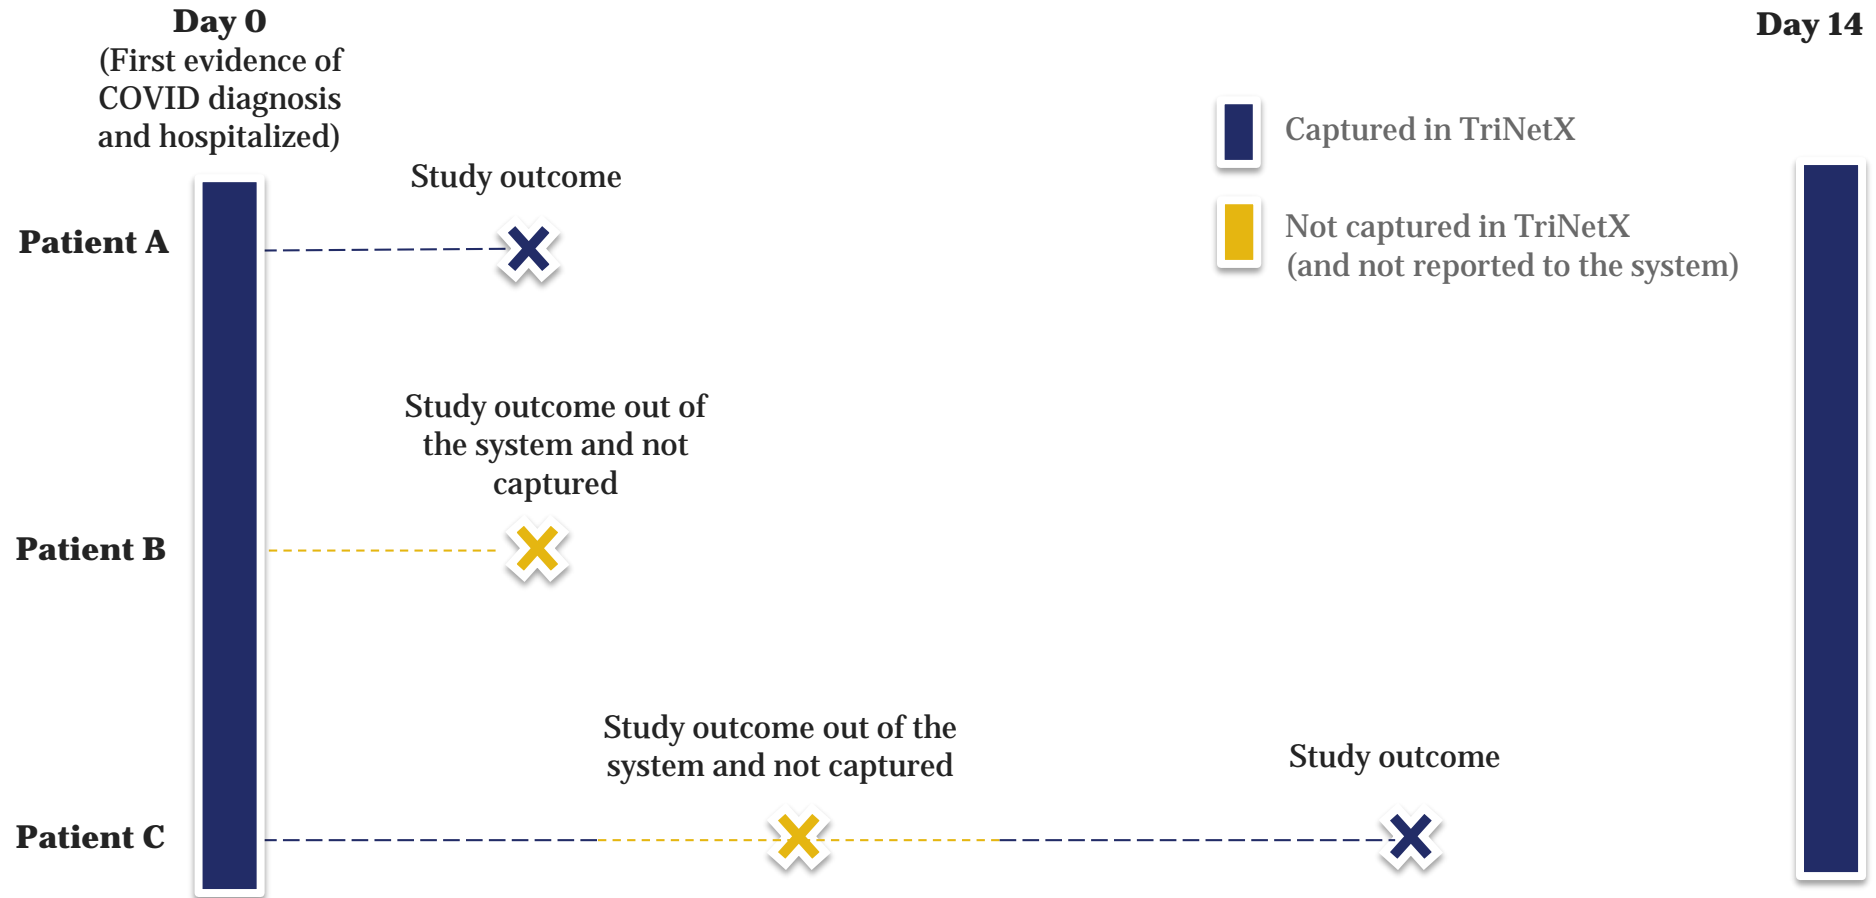 Day 0
(First evidence of
COVID diagnosis
and hospitalized)
Day 14
Captured in TriNetX
Not captured in TriNetX
(and not reported to the system)
Study outcome
Patient A
Study outcome out of
the system and not
captured
Patient B
Study outcome out of the
system and not captured
Study outcome
Patient C